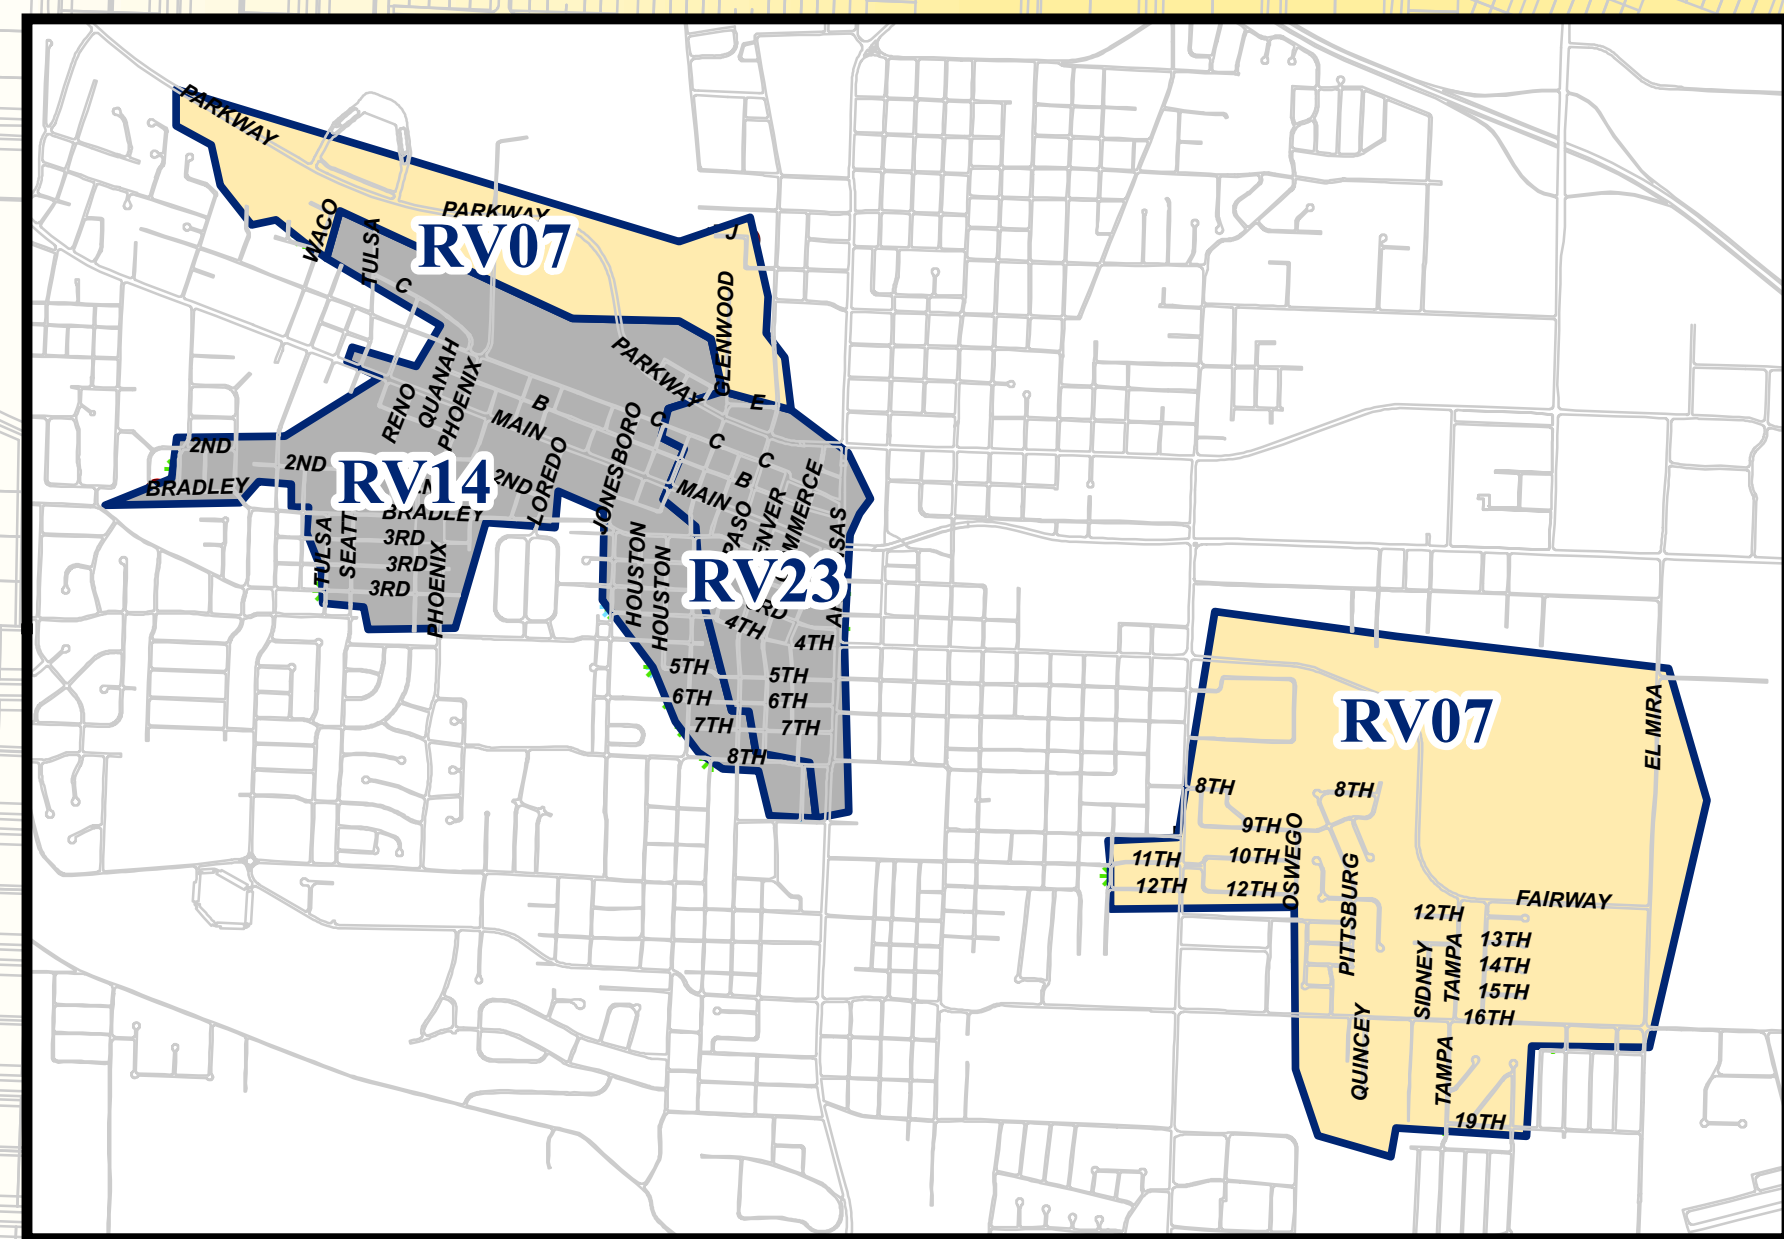 PARKWAY
WACO
TULSA
PARKWAY
RV07
J
C
GLENWOOD
PARKWAY
E
RENO
QUANAH
PHOENIX
B
MAIN
JONESBORO
C
C
C
B
MAIN
2ND
2ND
2ND
LOREDO
BRADLEY
RV14
BRADLEY
TULSA
3RD
3RD
3RD
PHOENIX
HOUSTON
HOUSTON
RV23
4TH
4TH
5TH
5TH
6TH
6TH
7TH
7TH
8TH
RV07
EL MIRA
8TH
8TH
9TH
OSWEGO
11TH
10TH
12TH
12TH
PITTSBURG
FAIRWAY
12TH
13TH
SIDNEY
TAMPA
14TH
15TH
16TH
QUINCEY
TAMPA
19TH